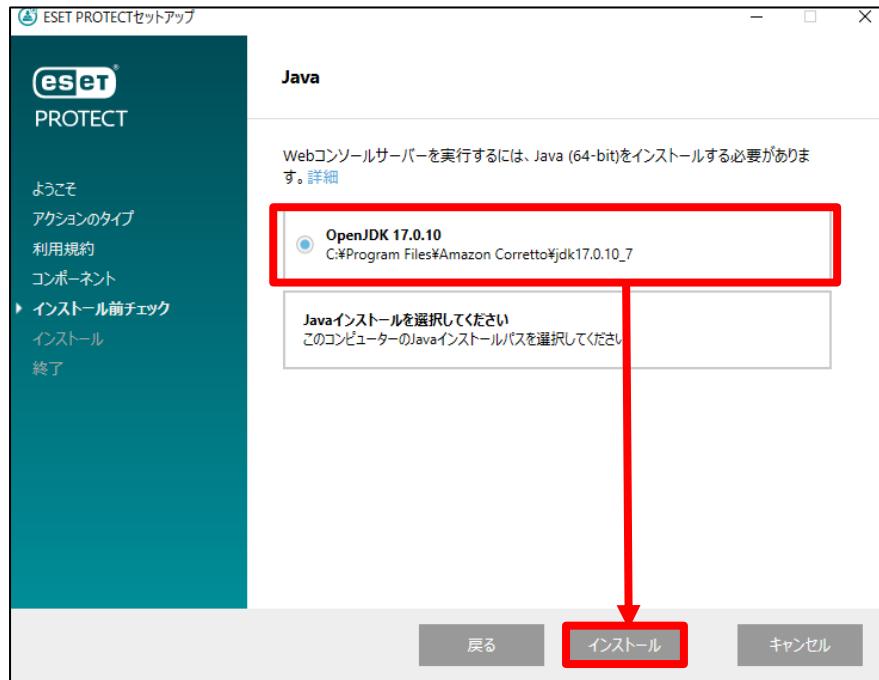 ESET PROTECTセットアップ
eset
PROTECT
ようこそ
アクションのタイプ
利用規約
コンポーネント
インストール前チェック
インストール
終了
Java
Webコンソールサーバーを実行するには、Java (64-bit)をインストールする必要がありま
す。詳細
OpenJDK 17.0.10
C:¥Program Files¥Amazon Corretto¥jdk17.0.10_7
Javaインストールを選択してください
このコンピューターのJavaインストールパスを選択してください
戻る
インストール
キャンセル